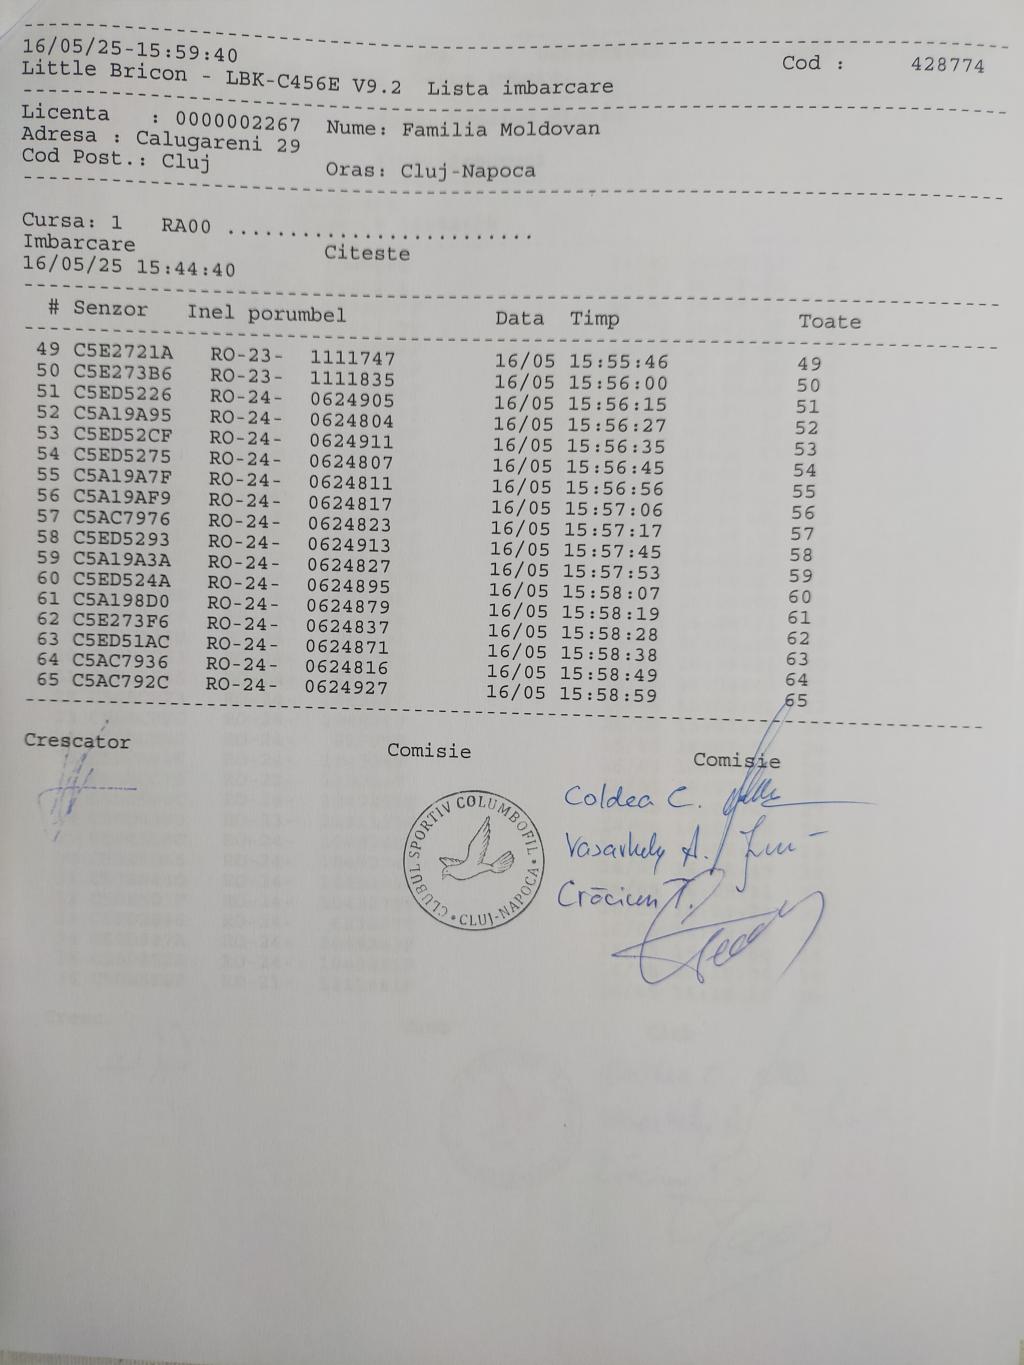 16/05/25-15:59:40 Cod : 428774
Little Bricon - LBK-C456E V9.2 Lista imbarcare
Licenta : 0000002267 Nume: Familia Moldovan
Adresa : Calugareni 29
Cod Post.: Cluj Oras: Cluj-Napoca
Cursa: 1 RA00 .........................
Imbarcare Citeste
16/05/25 15:44:40
# Senzor Inel porumbel Data Timp Toate
49 C5E2721A RO-23- 1111747 16/05 15:55:46 49
50 C5E273B6 RO-23- 1111835 16/05 15:56:00 50
51 C5ED5226 RO-24- 0624905 16/05 15:56:15 51
52 C5A19A95 RO-24- 0624804 16/05 15:56:27 52
53 C5ED52CF RO-24- 0624911 16/05 15:56:35 53
54 C5ED5275 RO-24- 0624807 16/05 15:56:45 54
55 C5A19A7F RO-24- 0624811 16/05 15:56:56 55
56 C5A19AF9 RO-24- 0624817 16/05 15:57:06 56
57 C5AC7976 RO-24- 0624823 16/05 15:57:17 57
58 C5ED5293 RO-24- 0624913 16/05 15:57:45 58
59 C5A19A3A RO-24- 0624827 16/05 15:57:53 59
60 C5ED524A RO-24- 0624895 16/05 15:58:07 60
61 C5A198D0 RO-24- 0624879 16/05 15:58:19 61
62 C5E273F6 RO-24- 0624837 16/05 15:58:28 62
63 C5ED51AC RO-24- 0624871 16/05 15:58:38 63
64 C5AC7936 RO-24- 0624816 16/05 15:58:49 64
65 C5AC792C RO-24- 0624927 16/05 15:58:59 65
Crescator Comisie Comisie
Coldea C.
Vasarhely A.
Crăciun T.
CLUBUL SPORTIV COLUMBOFIL
• CLUJ-NAPOCA •